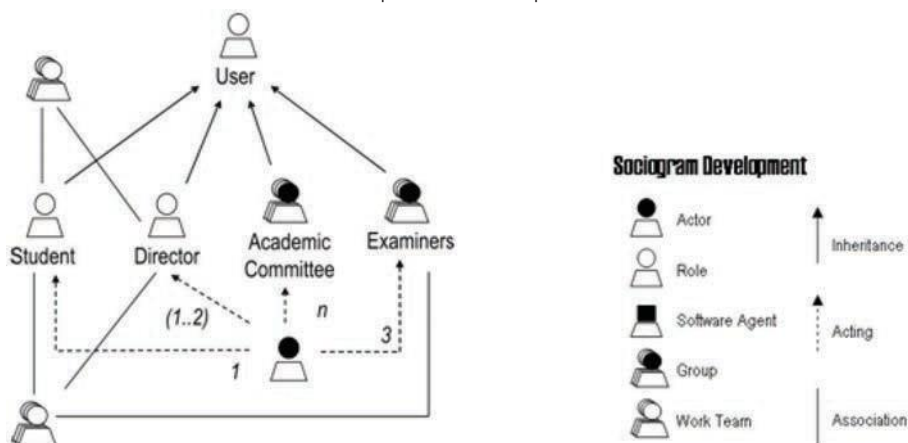 User
Student
Director
Academic
Committee
Examiners
(1..2)
n
3
1
Sociogram Development
Actor
Role
Software Agent
Group
Work Team
Inheritance
Acting
Association